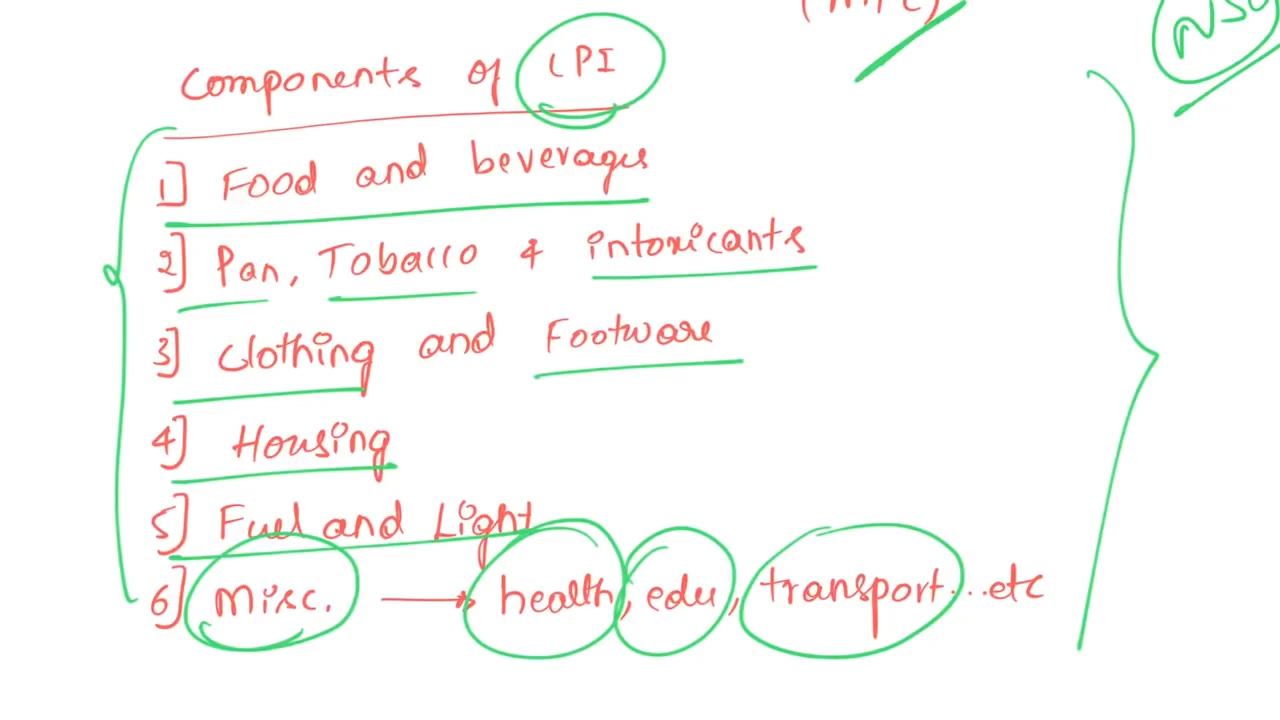 Components of CPI
1] Food and beverages
2] Pan, Tobacco & intoxicants
3] Clothing and Footware
4] Housing
5] Fuel and Light
6] Misc. → health, edu, transport...etc